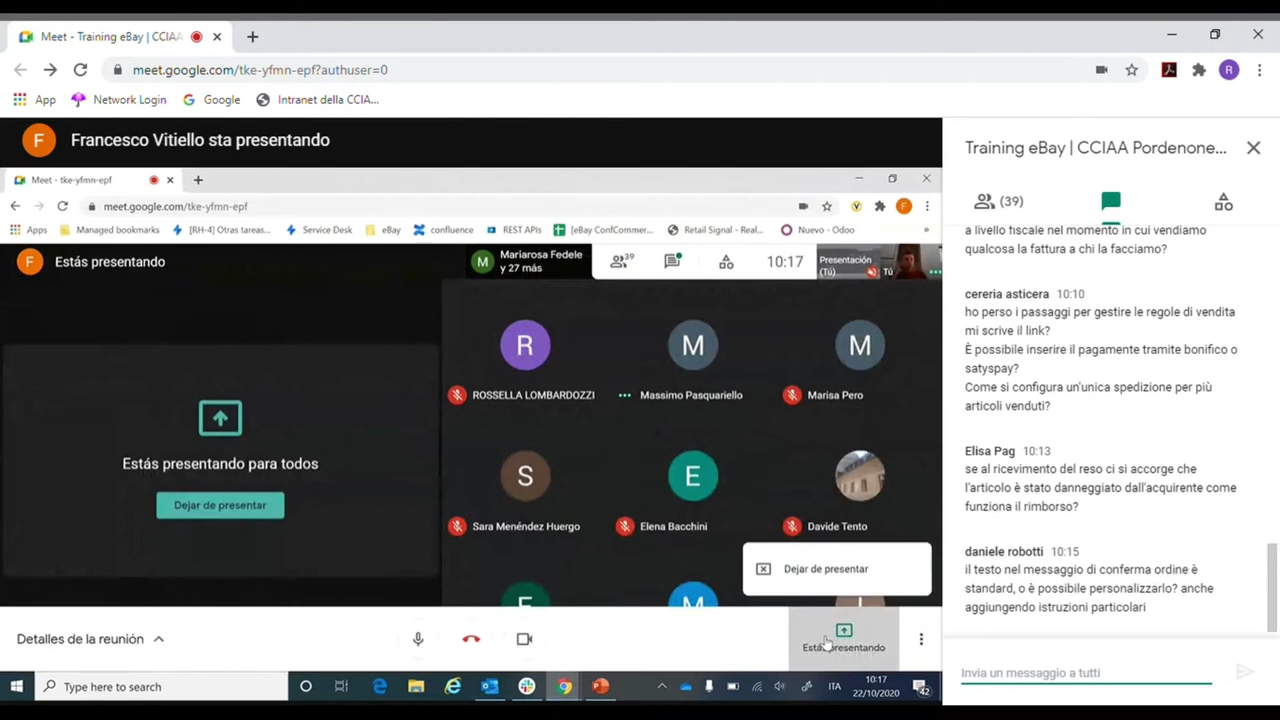 Meet - Training eBay | CCIAA
meet.google.com/tke-yfmn-epf?authuser=0
R
App
Network Login
Google
Intranet della CCIA...
F
Francesco Vitiello sta presentando
Meet - tke-yfmn-epf
meet.google.com/tke-yfmn-epf
F
Apps
Managed bookmarks
[RH-4] Otras tareas...
Service Desk
eBay
confluence
REST APIs
[eBay ConfCommer...
Retail Signal - Real...
Nuevo - Odoo
»
F
Estás presentando
M
Mariarosa Fedele
y 27 más
39
10:17
Presentación
(Tú)
Tú
R
ROSSELLA LOMBARDOZZI
M
Massimo Pasquariello
M
Marisa Pero
Estás presentando para todos
Dejar de presentar
S
Sara Menéndez Huergo
E
Elena Bacchini
Davide Tento
Dejar de presentar
M
Detalles de la reunión
Estás presentando
Type here to search
ITA
10:17
22/10/2020
42
Training eBay | CCIAA Pordenone...
(39)
a livello fiscale nel momento in cui vendiamo
qualcosa la fattura a chi la facciamo?
cereria asticera 10:10
ho perso i passaggi per gestire le regole di vendita
mi scrive il link?
È possibile inserire il pagamente tramite bonifico o
satyspay?
Come si configura un'unica spedizione per più
articoli venduti?
Elisa Pag 10:13
se al ricevimento del reso ci si accorge che
l'articolo è stato danneggiato dall'acquirente come
funziona il rimborso?
daniele robotti 10:15
il testo nel messaggio di conferma ordine è
standard, o è possibile personalizzarlo? anche
aggiungendo istruzioni particolari
Invia un messaggio a tutti